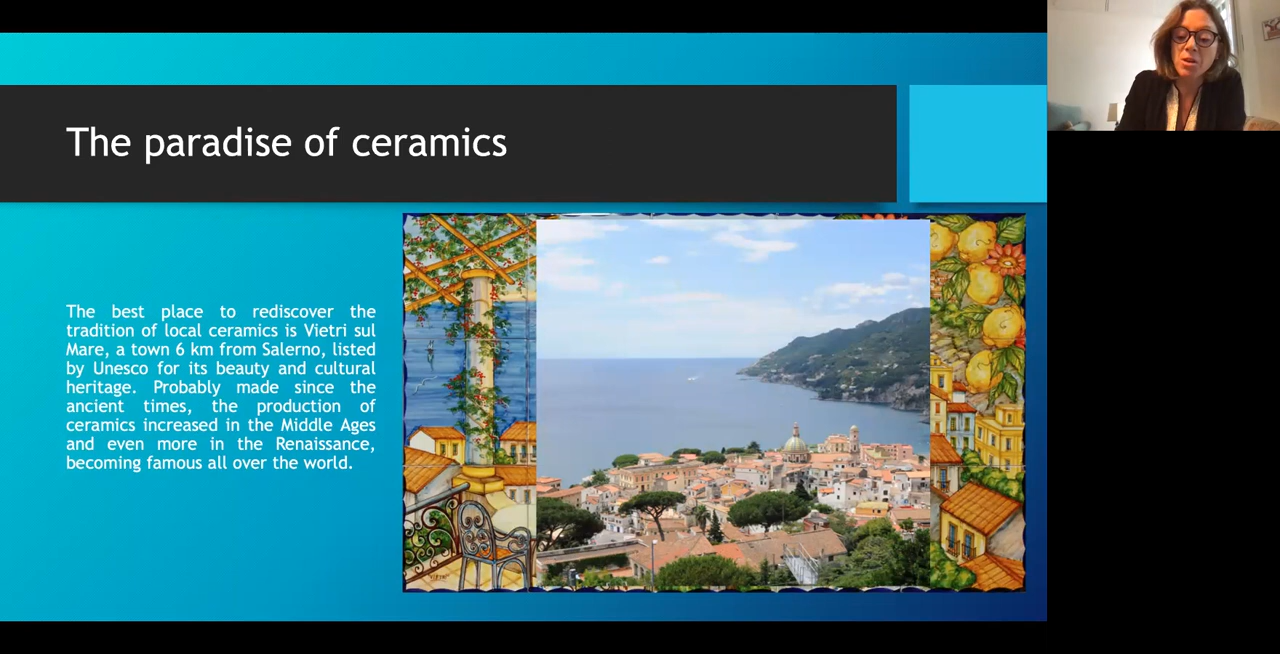 The paradise of ceramics
The best place to rediscover the
tradition of local ceramics is Vietri sul
Mare, a town 6 km from Salerno, listed
by Unesco for its beauty and cultural
heritage. Probably made since the
ancient times, the production of
ceramics increased in the Middle Ages
and even more in the Renaissance,
becoming famous all over the world.